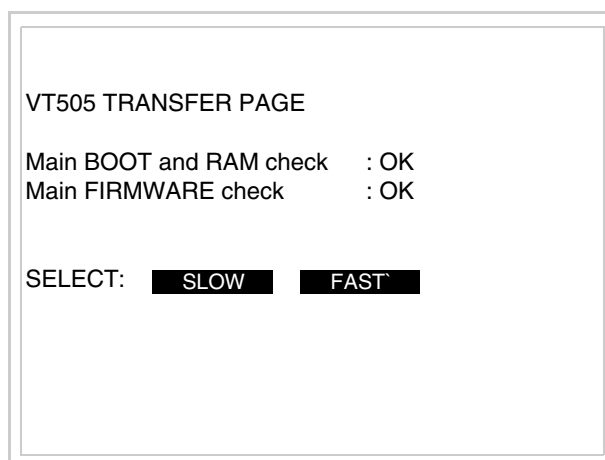 VT505 TRANSFER PAGE
Main BOOT and RAM check : OK
Main FIRMWARE check : OK
SELECT: SLOW FAST`